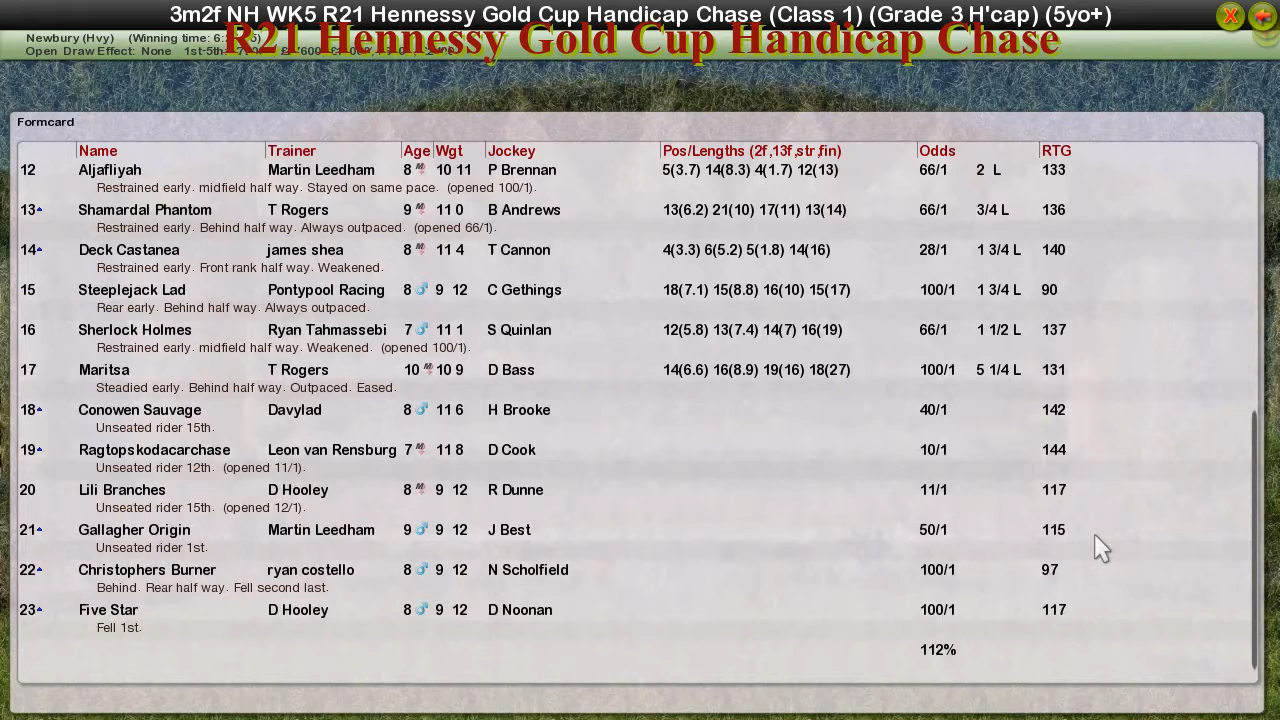 3m2f NH WK5 R21 Hennessy Gold Cup Handicap Chase (Class 1) (Grade 3 H'cap) (5yo+)
R21 Hennessy Gold Cup Handicap Chase
Newbury (Hvy) (Winning time: 6:
Open Draw Effect: None 1st-5th:
Formcard
Name Trainer Age Wgt Jockey Pos/Lengths (2f,13f,str,fin) Odds RTG
12 Aljafliyah Martin Leedham 8 10 11 P Brennan 5(3.7) 14(8.3) 4(1.7) 12(13) 66/1 2 L 133
Restrained early. midfield half way. Stayed on same pace. (opened 100/1).
13 Shamardal Phantom T Rogers 9 11 0 B Andrews 13(6.2) 21(10) 17(11) 13(14) 66/1 3/4 L 136
Restrained early. Behind half way. Always outpaced. (opened 66/1).
14 Deck Castanea james shea 8 11 4 T Cannon 4(3.3) 6(5.2) 5(1.8) 14(16) 28/1 1 3/4 L 140
Restrained early. Front rank half way. Weakened.
15 Steeplejack Lad Pontypool Racing 8 9 12 C Gethings 18(7.1) 15(8.8) 16(10) 15(17) 100/1 1 3/4 L 90
Rear early. Behind half way. Always outpaced.
16 Sherlock Holmes Ryan Tahmassebi 7 11 1 S Quinlan 12(5.8) 13(7.4) 14(7) 16(19) 66/1 1 1/2 L 137
Restrained early. midfield half way. Weakened. (opened 100/1).
17 Maritsa T Rogers 10 10 9 D Bass 14(6.6) 16(8.9) 19(16) 18(27) 100/1 5 1/4 L 131
Steadied early. Behind half way. Outpaced. Eased.
18 Conowen Sauvage Davylad 8 11 6 H Brooke 40/1 142
Unseated rider 15th.
19 Ragtopskodacarchase Leon van Rensburg 7 11 8 D Cook 10/1 144
Unseated rider 12th. (opened 11/1).
20 Lili Branches D Hooley 8 9 12 R Dunne 11/1 117
Unseated rider 15th. (opened 12/1).
21 Gallagher Origin Martin Leedham 9 9 12 J Best 50/1 115
Unseated rider 1st.
22 Christophers Burner ryan costello 8 9 12 N Scholfield 100/1 97
Behind. Rear half way. Fell second last.
23 Five Star D Hooley 8 9 12 D Noonan 100/1 117
Fell 1st.
112%